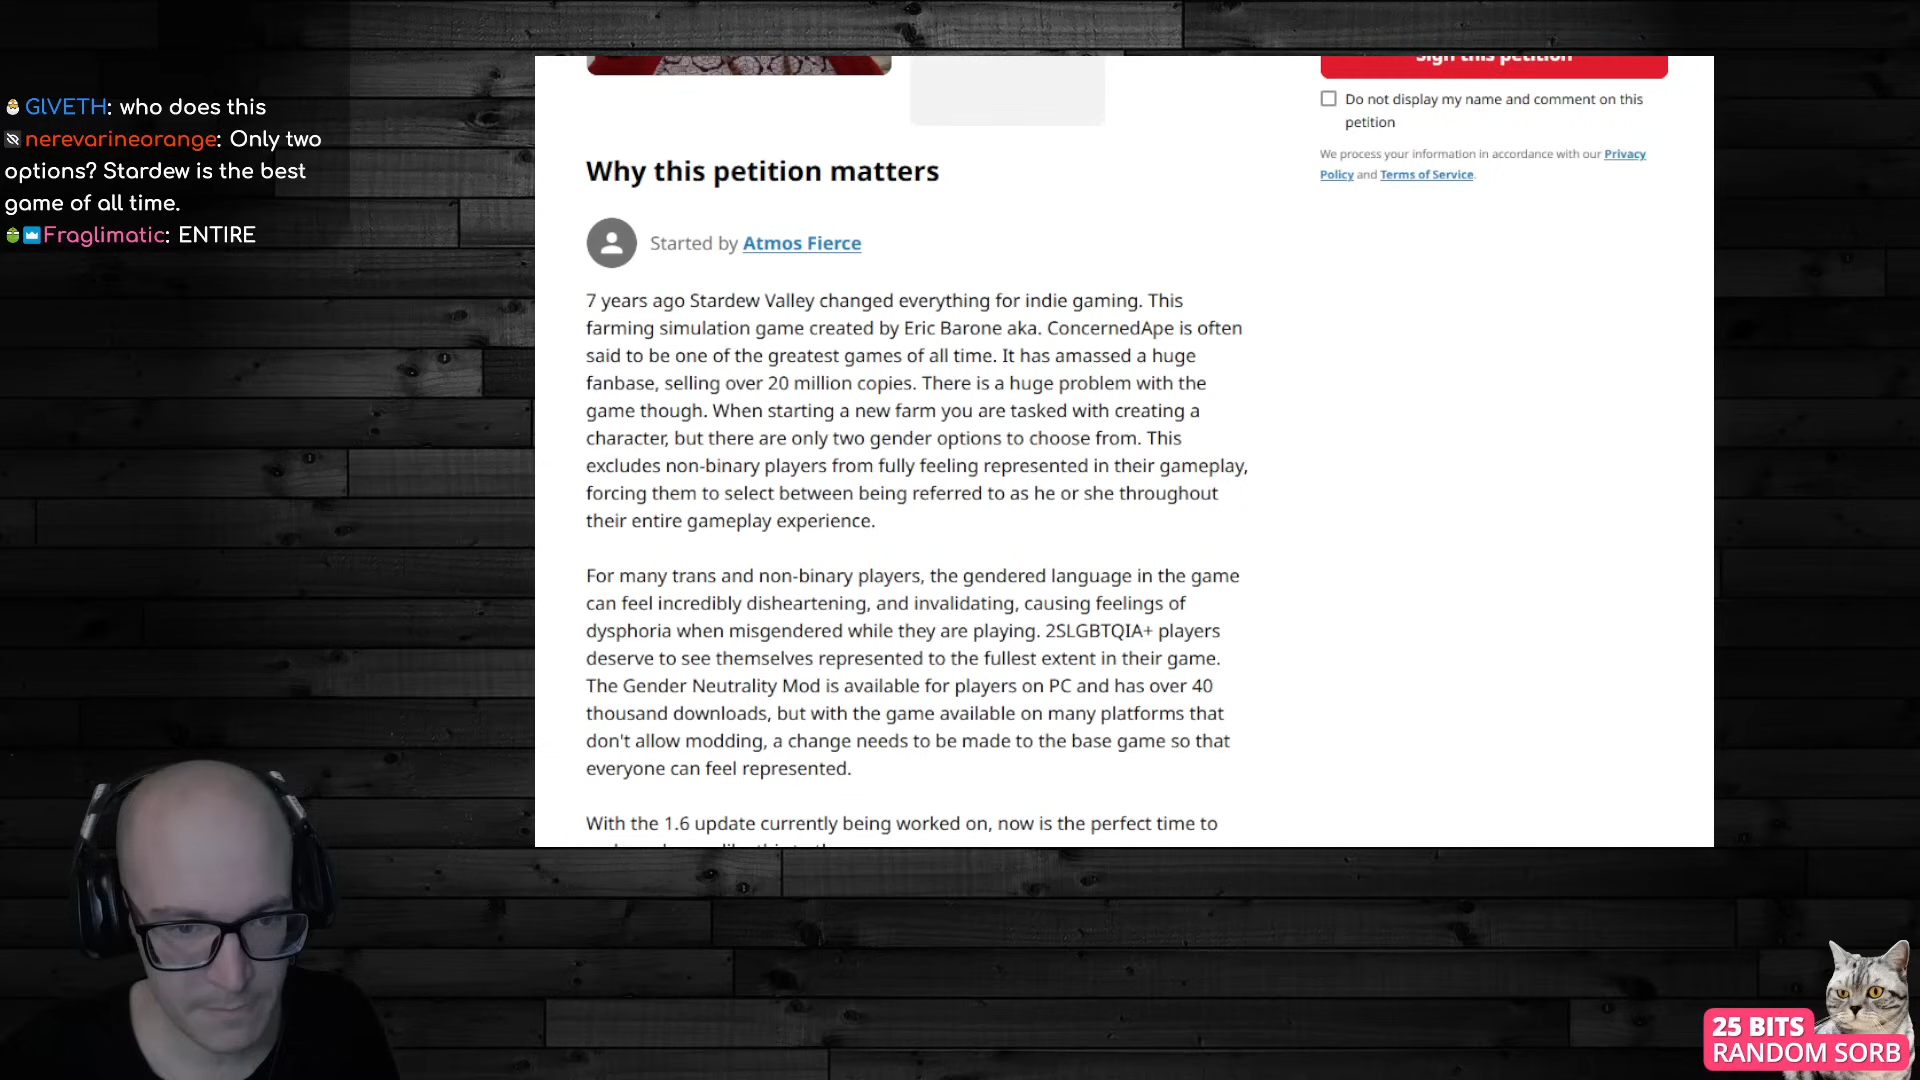 GIVETH: who does this
nerevarineorange: Only two
options? Stardew is the best
game of all time.
Fraglimatic: ENTIRE
Sign this petition
Do not display my name and comment on this
petition
We process your information in accordance with our Privacy
Policy and Terms of Service.
Why this petition matters
Started by Atmos Fierce
7 years ago Stardew Valley changed everything for indie gaming. This
farming simulation game created by Eric Barone aka. ConcernedApe is often
said to be one of the greatest games of all time. It has amassed a huge
fanbase, selling over 20 million copies. There is a huge problem with the
game though. When starting a new farm you are tasked with creating a
character, but there are only two gender options to choose from. This
excludes non-binary players from fully feeling represented in their gameplay,
forcing them to select between being referred to as he or she throughout
their entire gameplay experience.
For many trans and non-binary players, the gendered language in the game
can feel incredibly disheartening, and invalidating, causing feelings of
dysphoria when misgendered while they are playing. 2SLGBTQIA+ players
deserve to see themselves represented to the fullest extent in their game.
The Gender Neutrality Mod is available for players on PC and has over 40
thousand downloads, but with the game available on many platforms that
don't allow modding, a change needs to be made to the base game so that
everyone can feel represented.
With the 1.6 update currently being worked on, now is the perfect time to
25 BITS
RANDOM SORB